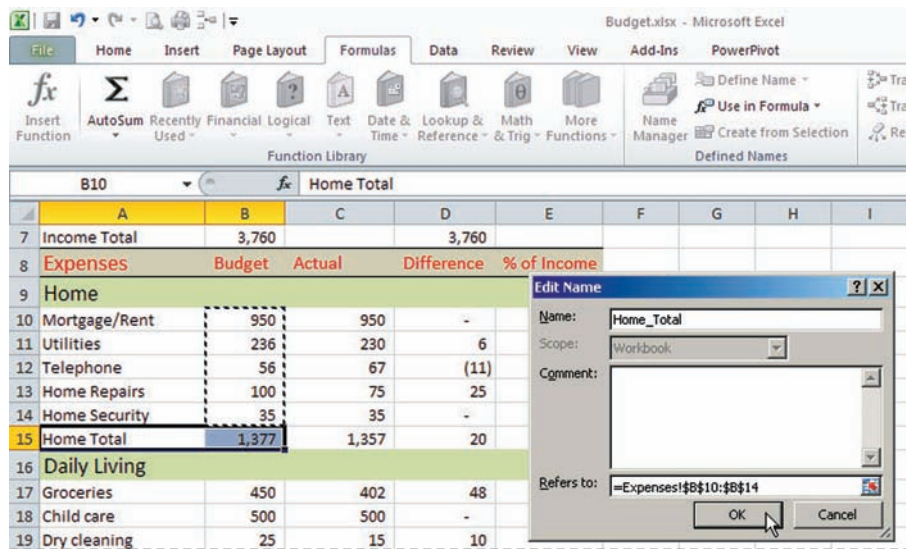 Budget.xlsx - Microsoft Excel
File Home Insert Page Layout Formulas Data Review View Add-Ins PowerPivot
fx Insert Function
Σ AutoSum
Recently Used
Financial
Logical
Text
Date & Time
Lookup & Reference
Math & Trig
More Functions
Function Library
Name Manager
Define Name
Use in Formula
Create from Selection
Defined Names
Tra
Tra
Re
B10 fx Home Total
A B C D E F G H I
7 Income Total 3,760 3,760
8 Expenses Budget Actual Difference % of Income
9 Home
10 Mortgage/Rent 950 950 -
11 Utilities 236 230 6
12 Telephone 56 67 (11)
13 Home Repairs 100 75 25
14 Home Security 35 35 -
15 Home Total 1,377 1,357 20
16 Daily Living
17 Groceries 450 402 48
18 Child care 500 500 -
19 Dry cleaning 25 15 10
Edit Name ? X
Name: Home_Total
Scope: Workbook
Comment:
Refers to: =Expenses!$B$10:$B$14
OK Cancel